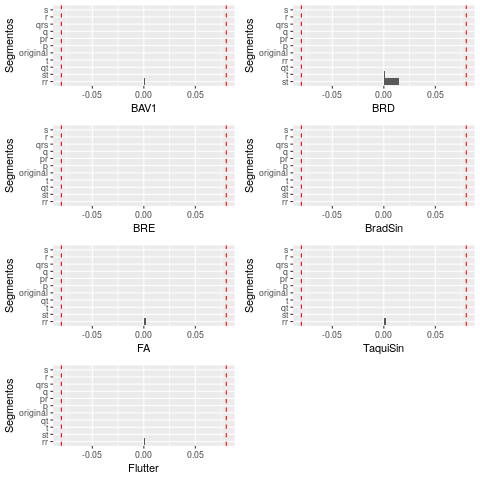 Segmentos
s
r
qrs
q
pr
p
original
t
qt
st
rr
-0.05 0.00 0.05
BAV1
Segmentos
s
r
qrs
q
pr
p
original
t
qt
st
rr
-0.05 0.00 0.05
BRD
Segmentos
s
r
qrs
q
pr
p
original
t
qt
st
rr
-0.05 0.00 0.05
BRE
Segmentos
s
r
qrs
q
pr
p
original
t
qt
st
rr
-0.05 0.00 0.05
BradSin
Segmentos
s
r
qrs
q
pr
p
original
t
qt
st
rr
-0.05 0.00 0.05
FA
Segmentos
s
r
qrs
q
pr
p
original
t
qt
st
rr
-0.05 0.00 0.05
TaquiSin
Segmentos
s
r
qrs
q
pr
p
original
t
qt
st
rr
-0.05 0.00 0.05
Flutter